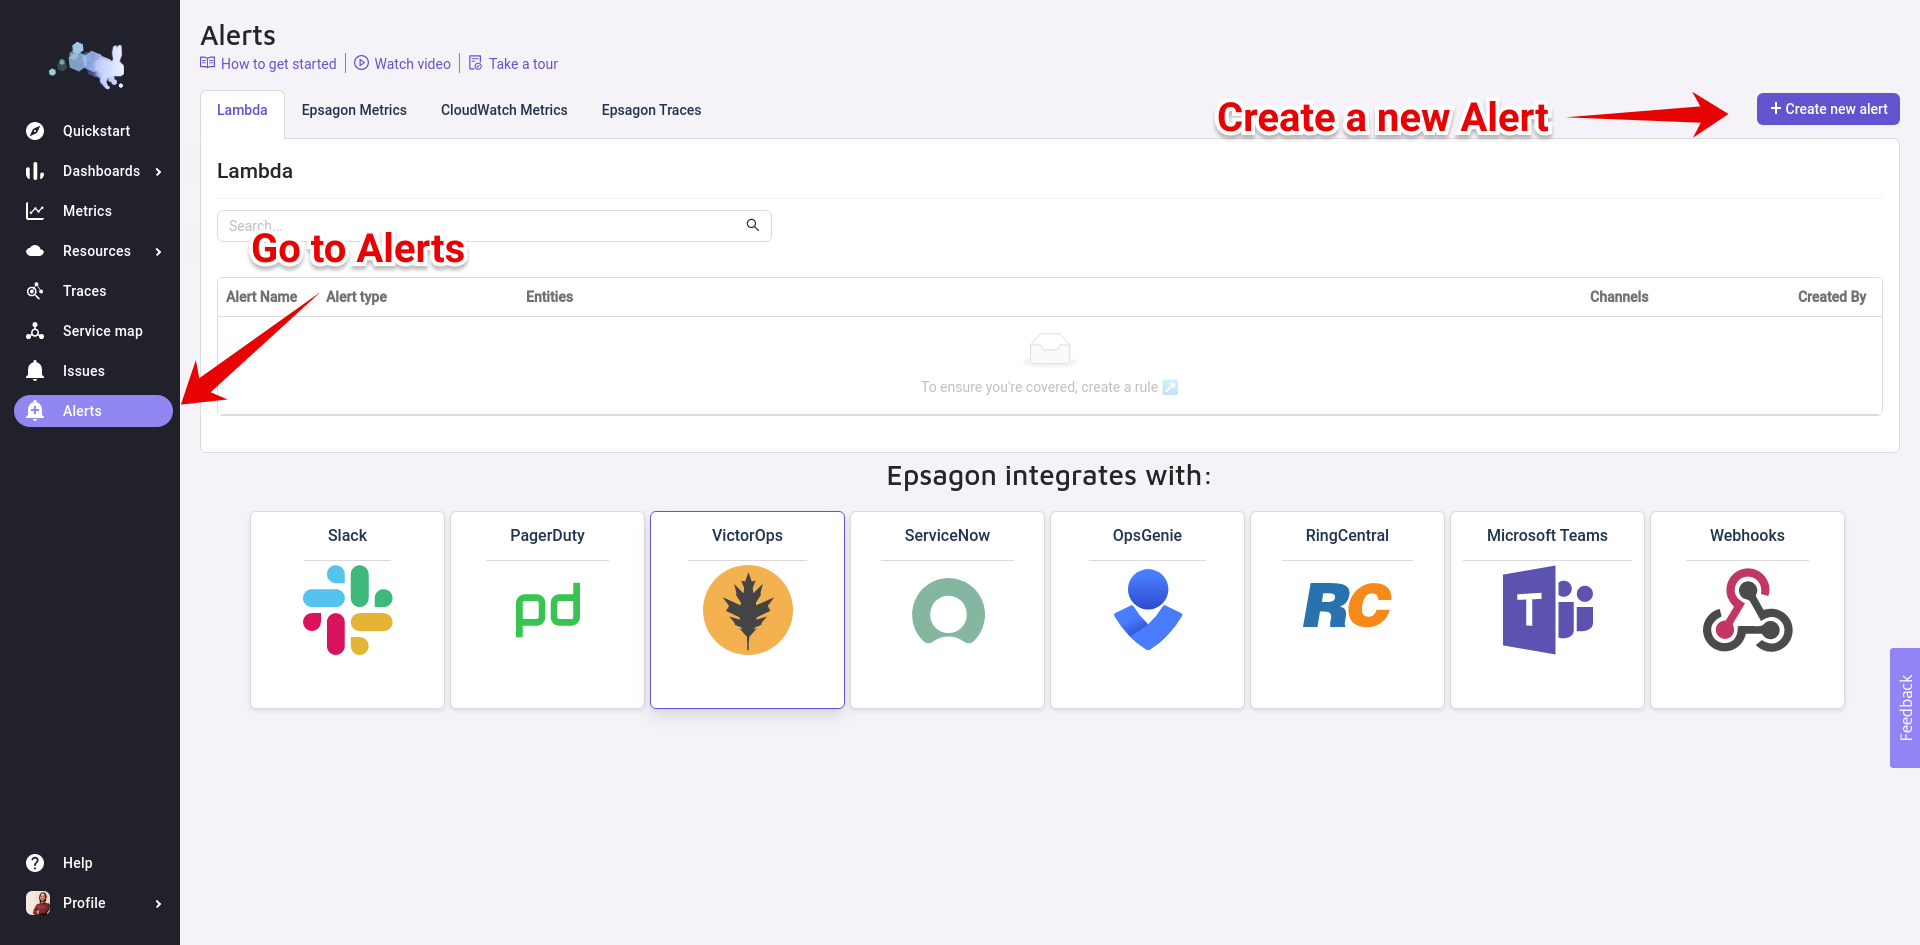 Quickstart
Dashboards
Metrics
Resources
Traces
Service map
Issues
Alerts
Help
Profile
Alerts
How to get started
Watch video
Take a tour
Lambda
Epsagon Metrics
CloudWatch Metrics
Epsagon Traces
Create a new Alert
+ Create new alert
Lambda
Search...
Go to Alerts
Alert Name
Alert type
Entities
Channels
Created By
To ensure you're covered, create a rule ↗
Epsagon integrates with:
Slack
PagerDuty
pd
VictorOps
ServiceNow
OpsGenie
RingCentral
RC
Microsoft Teams
T
Webhooks
Feedback